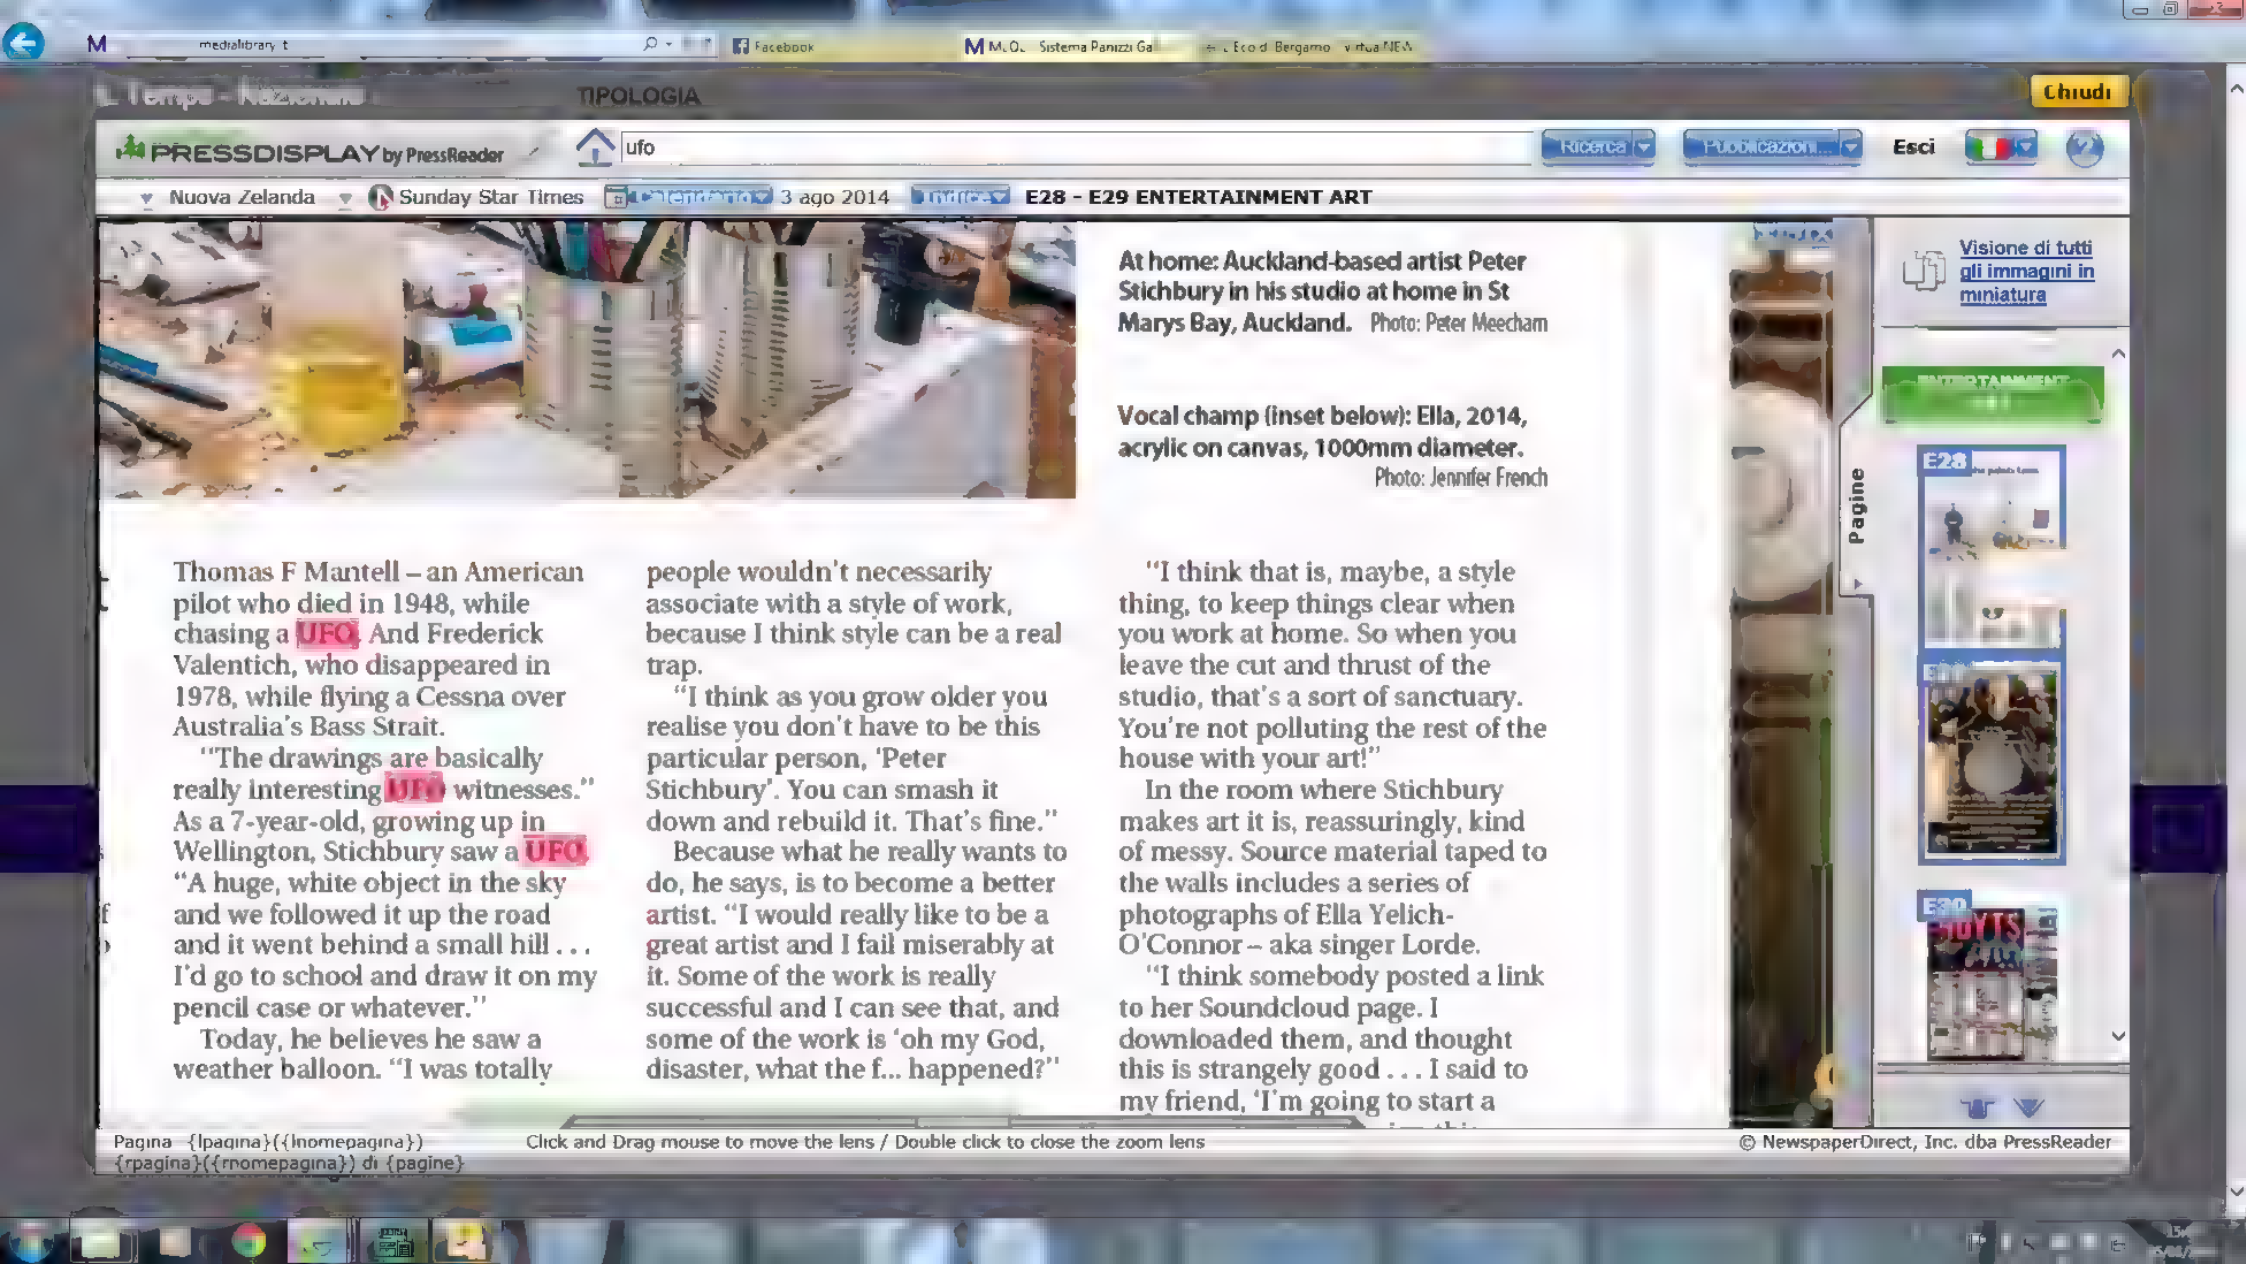 medialibrary
Facebook
Sistema Panizzi
Bergamo
TIPOLOGIA
Chiudi
PRESSDISPLAY by PressReader
ufo
Ricerca
Pubblicazioni...
Esci
Nuova Zelanda
Sunday Star Times
Calendario
3 ago 2014
Indice
E28 - E29 ENTERTAINMENT ART
At home: Auckland-based artist Peter
Stichbury in his studio at home in St
Marys Bay, Auckland. Photo: Peter Meecham
Vocal champ (inset below): Ella, 2014,
acrylic on canvas, 1000mm diameter.
Photo: Jennifer French
Thomas F Mantell – an American
pilot who died in 1948, while
chasing a UFO. And Frederick
Valentich, who disappeared in
1978, while flying a Cessna over
Australia's Bass Strait.
"The drawings are basically
really interesting UFO witnesses."
As a 7-year-old, growing up in
Wellington, Stichbury saw a UFO.
"A huge, white object in the sky
and we followed it up the road
and it went behind a small hill . . .
I'd go to school and draw it on my
pencil case or whatever."
Today, he believes he saw a
weather balloon. "I was totally
people wouldn't necessarily
associate with a style of work,
because I think style can be a real
trap.
"I think as you grow older you
realise you don't have to be this
particular person, 'Peter
Stichbury'. You can smash it
down and rebuild it. That's fine."
Because what he really wants to
do, he says, is to become a better
artist. "I would really like to be a
great artist and I fail miserably at
it. Some of the work is really
successful and I can see that, and
some of the work is 'oh my God,
disaster, what the f... happened?"
"I think that is, maybe, a style
thing, to keep things clear when
you work at home. So when you
leave the cut and thrust of the
studio, that's a sort of sanctuary.
You're not polluting the rest of the
house with your art!"
In the room where Stichbury
makes art it is, reassuringly, kind
of messy. Source material taped to
the walls includes a series of
photographs of Ella Yelich-
O'Connor – aka singer Lorde.
"I think somebody posted a link
to her Soundcloud page. I
downloaded them, and thought
this is strangely good . . . I said to
my friend, 'I'm going to start a
Pagine
Visione di tutti
gli immagini in
miniatura
ENTERTAINMENT
E28
HOYTS
Pagina {lpagina}({lnomepagina})
{rpagina}({rnomepagina}) di {pagine}
Click and Drag mouse to move the lens / Double click to close the zoom lens
© NewspaperDirect, Inc. dba PressReader